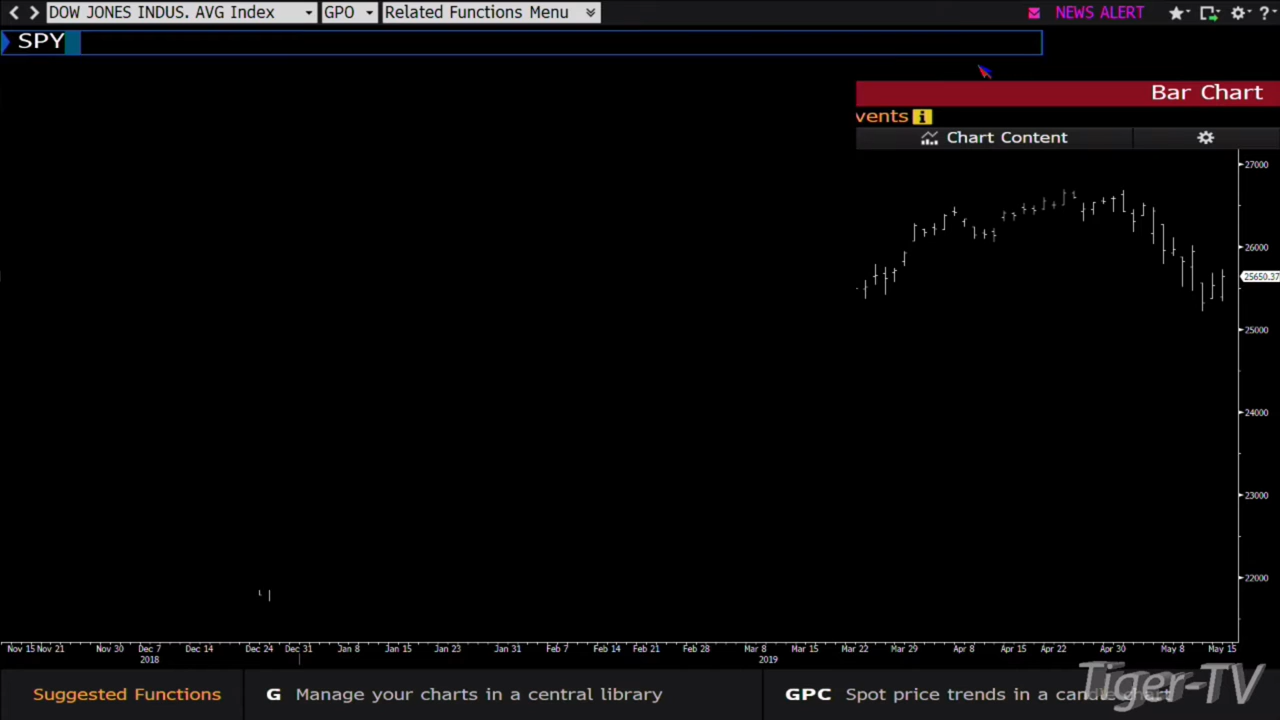 DOW JONES INDUS. AVG Index GPO Related Functions Menu NEWS ALERT ?
SPY
Bar Chart
vents i
Chart Content
27000
26000
25650.37
25000
24000
23000
22000
Nov 15 Nov 21 Nov 30 Dec 7 Dec 14 Dec 24 Dec 31 Jan 8 Jan 15 Jan 23 Jan 31 Feb 7 Feb 14 Feb 21 Feb 28 Mar 8 Mar 15 Mar 22 Mar 29 Apr 8 Apr 15 Apr 22 Apr 30 May 8 May 15
2018 2019
Suggested Functions G Manage your charts in a central library GPC Spot price trends in a candle chart
Tiger-TV